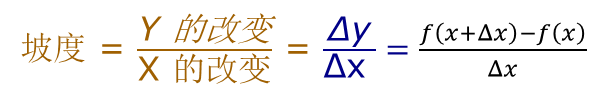 坡度 = Y 的改变 / X 的改变 = Δy / Δx = f(x+Δx)−f(x) / Δx